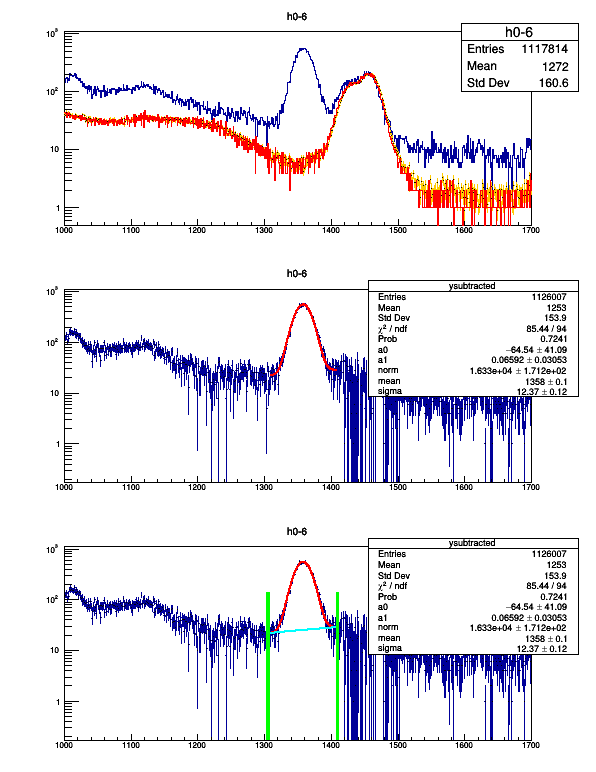 h0-6
h0-6
Entries 1117814
Mean 1272
Std Dev 160.6
10³
10²
10
1
1000 1100 1200 1300 1400 1500 1600 1700
h0-6
ysubtracted
Entries 1126007
Mean 1253
Std Dev 153.9
χ² / ndf 85.44 / 94
Prob 0.7241
a0 −64.54 ± 41.09
a1 0.06592 ± 0.03053
norm 1.633e+04 ± 1.712e+02
mean 1358 ± 0.1
sigma 12.37 ± 0.12
10³
10²
10
1
1000 1100 1200 1300 1400 1500 1600 1700
h0-6
ysubtracted
Entries 1126007
Mean 1253
Std Dev 153.9
χ² / ndf 85.44 / 94
Prob 0.7241
a0 −64.54 ± 41.09
a1 0.06592 ± 0.03053
norm 1.633e+04 ± 1.712e+02
mean 1358 ± 0.1
sigma 12.37 ± 0.12
10³
10²
10
1
1000 1100 1200 1300 1400 1500 1600 1700